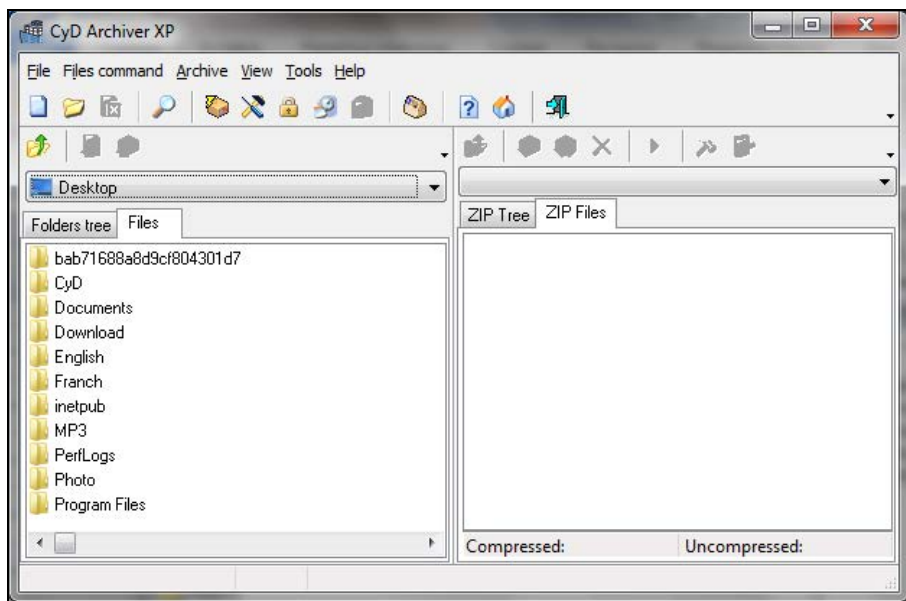 CyD Archiver XP
File Files command Archive View Tools Help
Desktop
Folders tree Files
ZIP Tree ZIP Files
bab71688a8d9cf804301d7
CyD
Documents
Download
English
Franch
inetpub
MP3
PerfLogs
Photo
Program Files
Compressed: Uncompressed: